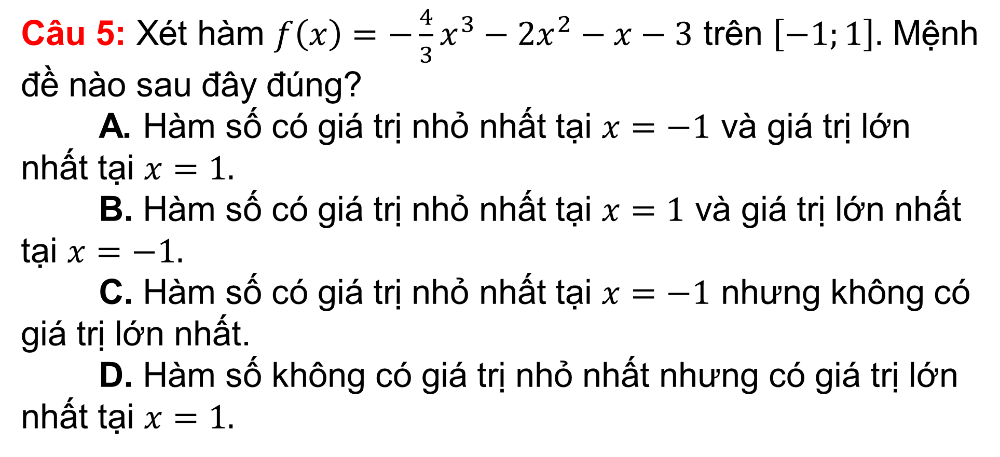 Câu 5: Xét hàm f(x) = −4/3 x³ − 2x² − x − 3 trên [−1; 1]. Mệnh
đề nào sau đây đúng?
A. Hàm số có giá trị nhỏ nhất tại x = −1 và giá trị lớn
nhất tại x = 1.
B. Hàm số có giá trị nhỏ nhất tại x = 1 và giá trị lớn nhất
tại x = −1.
C. Hàm số có giá trị nhỏ nhất tại x = −1 nhưng không có
giá trị lớn nhất.
D. Hàm số không có giá trị nhỏ nhất nhưng có giá trị lớn
nhất tại x = 1.